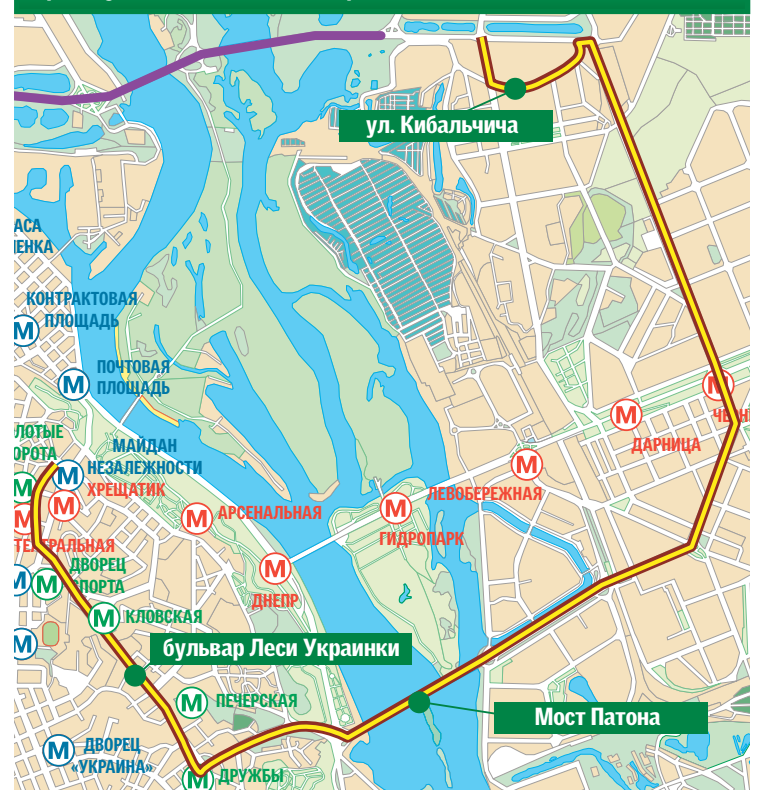 ул. Кибальчича
КОНТРАКТОВАЯ
ПЛОЩАДЬ
М
ПОЧТОВАЯ
М
ПЛОЩАДЬ
М
М
ДАРНИЦА
МАЙДАН
НЕЗАЛЕЖНОСТИ
М
ХРЕЩАТИК
М
М
ЛЕВОБЕРЕЖНАЯ
М
М
АРСЕНАЛЬНАЯ
М
ГИДРОПАРК
М
ДНЕПР
М
ДВОРЕЦ
СПОРТА
М
М
М
КЛОВСКАЯ
М
бульвар Леси Украинки
М
ПЕЧЕРСКАЯ
Мост Патона
М
ДВОРЕЦ
«УКРАИНА»
М
ДРУЖБЫ